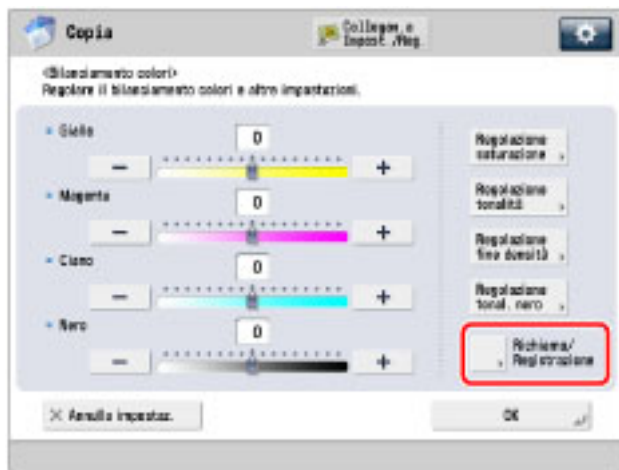 Copia
Collegam. a
Impost./Reg.
<Bilanciamento colori>
Regolare il bilanciamento colori e altre impostazioni.
Giallo
0
Regolazione
saturazione
− +
Magenta
0
Regolazione
tonalità
− +
Ciano
0
Regolazione
fine densità
− +
Regolazione
tonal. nero
Nero
0
Richiama/
Registrazione
− +
× Annulla impostaz.
OK